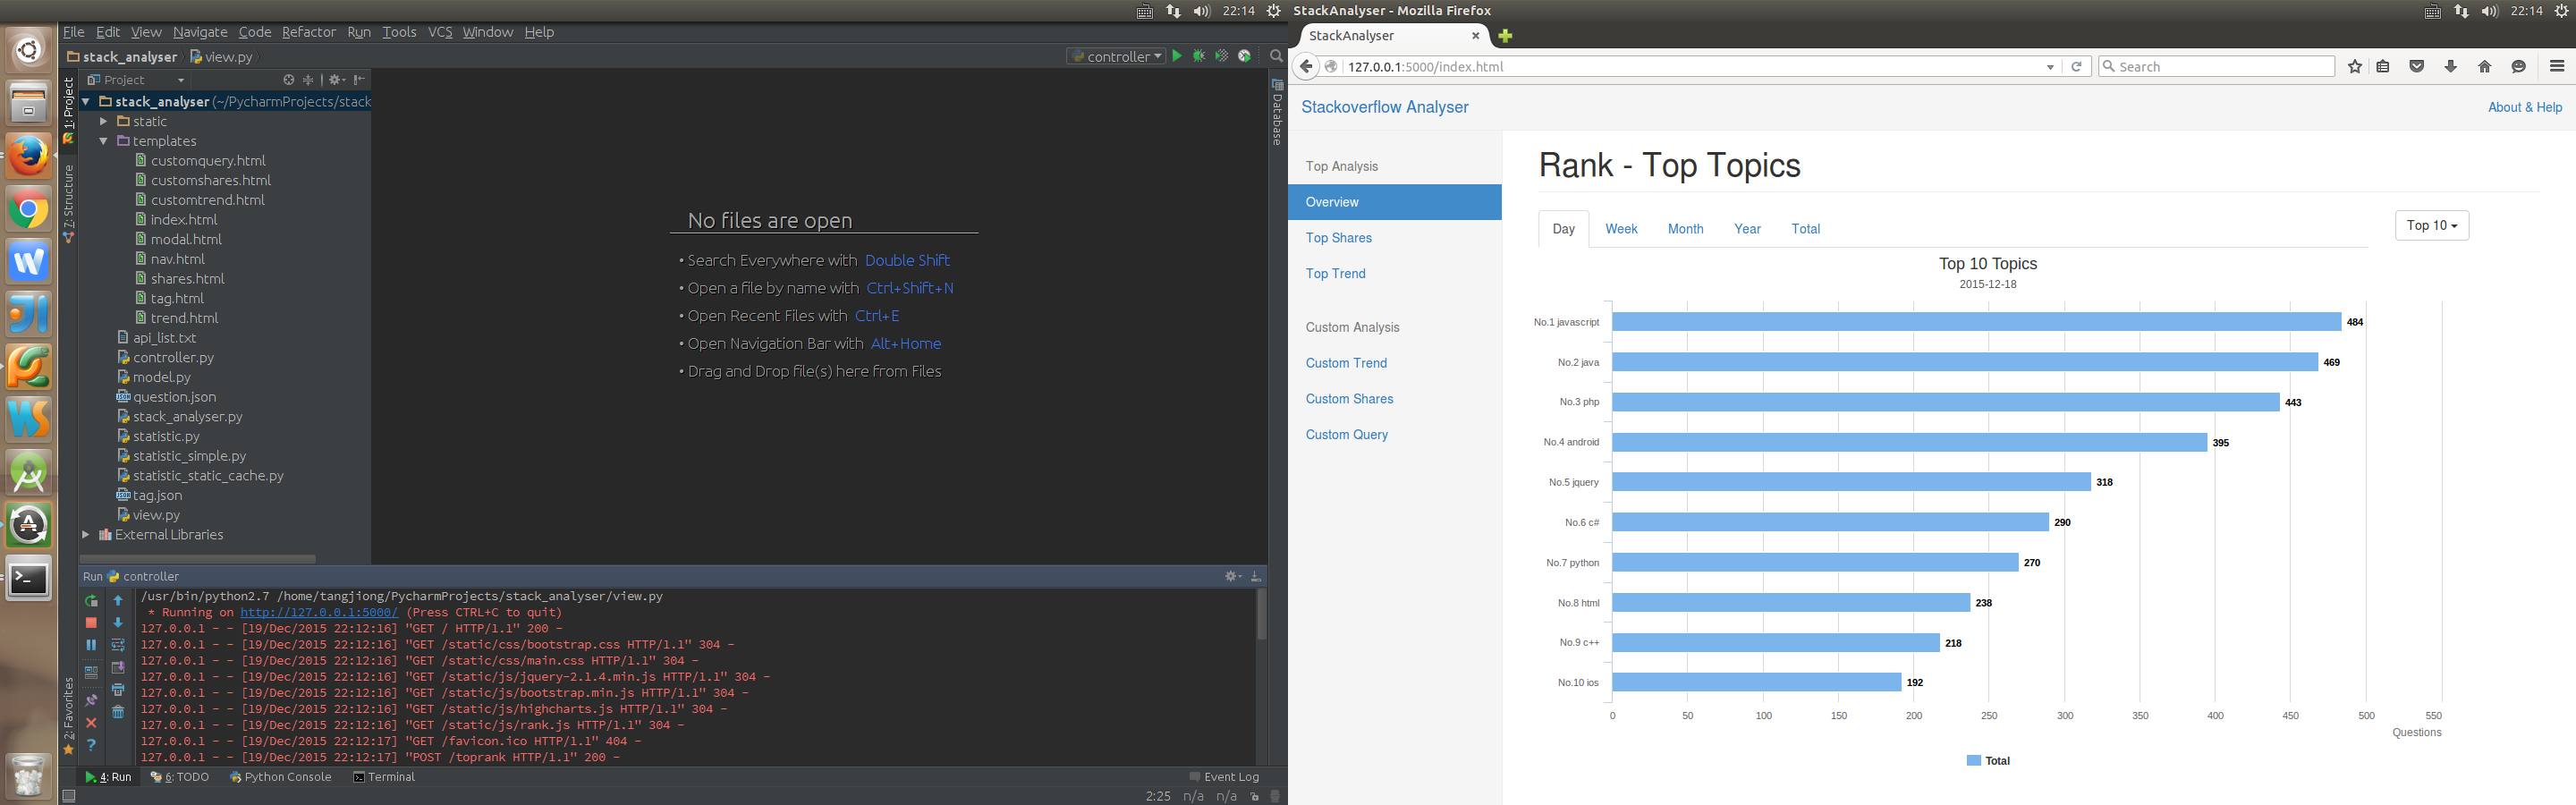 22:14
File Edit View Navigate Code Refactor Run Tools VCS Window Help
stack_analyser view.py
controller
Project
1: Project
7: Structure
2: Favorites
stack_analyser (~/PycharmProjects/stack
static
templates
customquery.html
customshares.html
customtrend.html
index.html
modal.html
nav.html
shares.html
tag.html
trend.html
api_list.txt
controller.py
model.py
question.json
stack_analyser.py
statistic.py
statistic_simple.py
statistic_static_cache.py
tag.json
view.py
External Libraries
No files are open
• Search Everywhere with Double Shift
• Open a file by name with Ctrl+Shift+N
• Open Recent Files with Ctrl+E
• Open Navigation Bar with Alt+Home
• Drag and Drop file(s) here from Files
Database
Run controller
/usr/bin/python2.7 /home/tangjiong/PycharmProjects/stack_analyser/view.py
* Running on http://127.0.0.1:5000/ (Press CTRL+C to quit)
127.0.0.1 - - [19/Dec/2015 22:12:16] "GET / HTTP/1.1" 200 -
127.0.0.1 - - [19/Dec/2015 22:12:16] "GET /static/css/bootstrap.css HTTP/1.1" 304 -
127.0.0.1 - - [19/Dec/2015 22:12:16] "GET /static/css/main.css HTTP/1.1" 304 -
127.0.0.1 - - [19/Dec/2015 22:12:16] "GET /static/js/jquery-2.1.4.min.js HTTP/1.1" 304 -
127.0.0.1 - - [19/Dec/2015 22:12:16] "GET /static/js/bootstrap.min.js HTTP/1.1" 304 -
127.0.0.1 - - [19/Dec/2015 22:12:16] "GET /static/js/highcharts.js HTTP/1.1" 304 -
127.0.0.1 - - [19/Dec/2015 22:12:16] "GET /static/js/rank.js HTTP/1.1" 304 -
127.0.0.1 - - [19/Dec/2015 22:12:17] "GET /favicon.ico HTTP/1.1" 404 -
127.0.0.1 - - [19/Dec/2015 22:12:17] "POST /toprank HTTP/1.1" 200 -
4: Run 6: TODO Python Console Terminal Event Log
2:25 n/a n/a
StackAnalyser - Mozilla Firefox 22:14
StackAnalyser
127.0.0.1:5000/index.html Search
Stackoverflow Analyser About & Help
Top Analysis
Overview
Top Shares
Top Trend
Custom Analysis
Custom Trend
Custom Shares
Custom Query
Rank - Top Topics
Day Week Month Year Total Top 10
Top 10 Topics
2015-12-18
No.1 javascript 484
No.2 java 469
No.3 php 443
No.4 android 395
No.5 jquery 318
No.6 c# 290
No.7 python 270
No.8 html 238
No.9 c++ 218
No.10 ios 192
0 50 100 150 200 250 300 350 400 450 500 550
Questions
Total